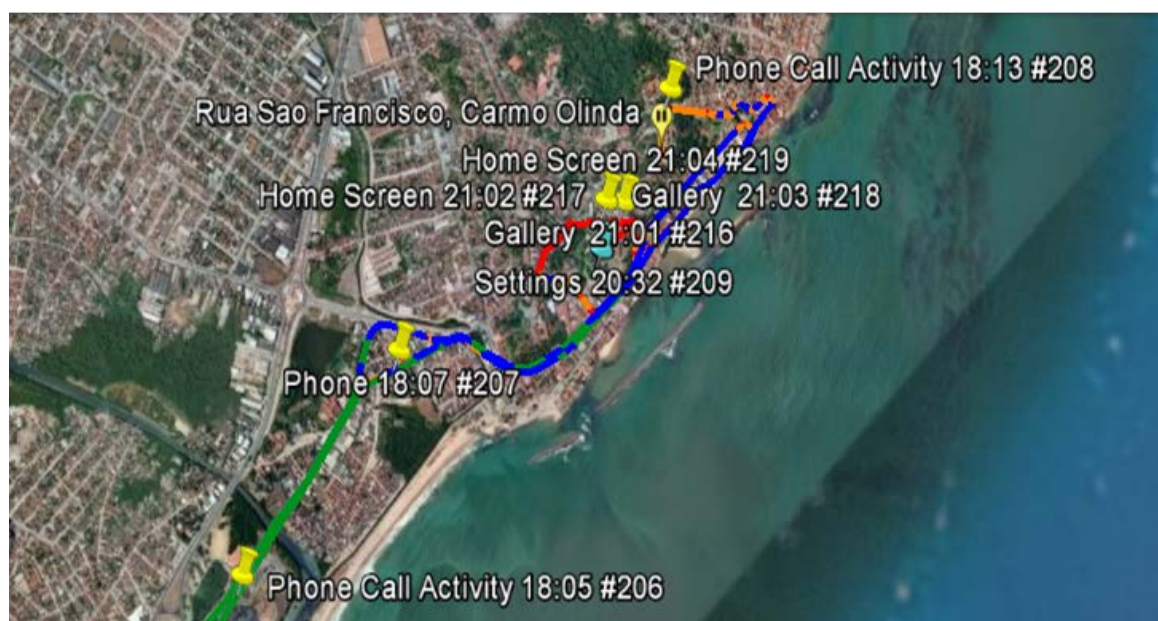 Phone Call Activity 18:13 #208
Rua Sao Francisco, Carmo Olinda
Home Screen 21:04 #219
Home Screen 21:02 #217
Gallery 21:03 #218
Gallery 21:01 #216
Settings 20:32 #209
Phone 18:07 #207
Phone Call Activity 18:05 #206